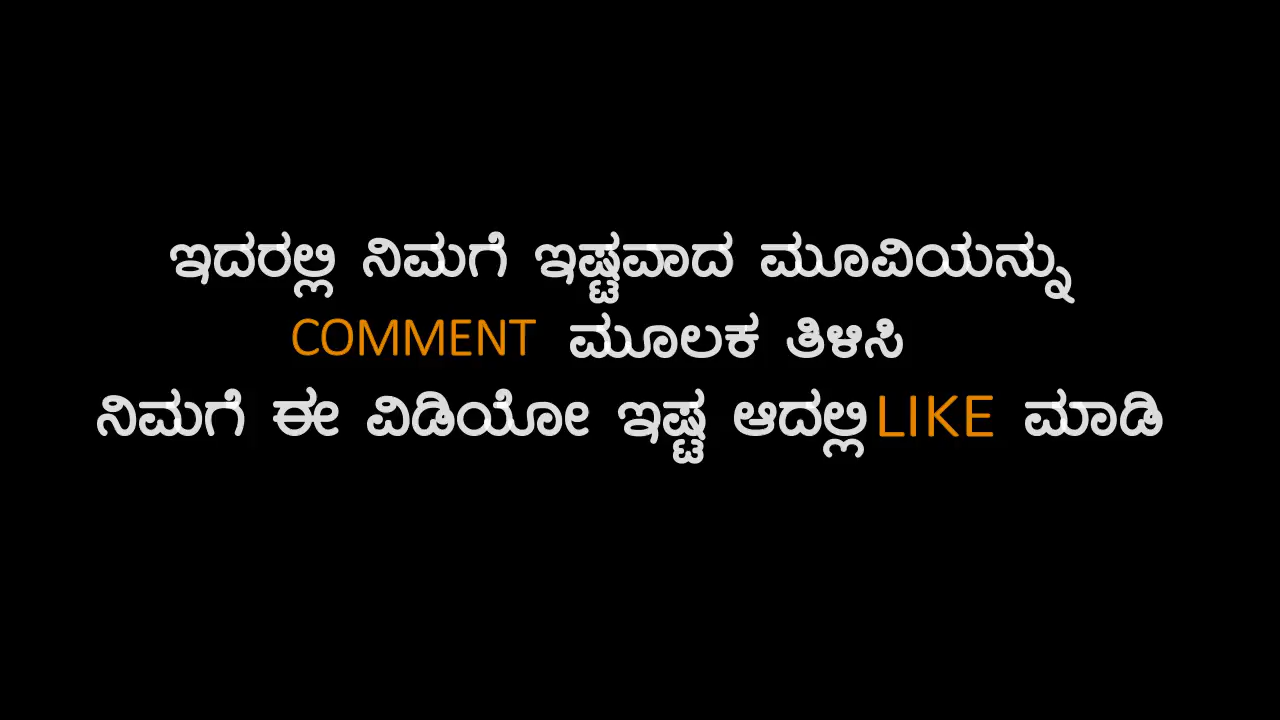 ಇದರಲ್ಲಿ ನಿಮಗೆ ಇಷ್ಟವಾದ ಮೂವಿಯನ್ನು
COMMENT ಮೂಲಕ ತಿಳಿಸಿ
ನಿಮಗೆ ಈ ವಿಡಿಯೋ ಇಷ್ಟ ಆದಲ್ಲಿ LIKE ಮಾಡಿ